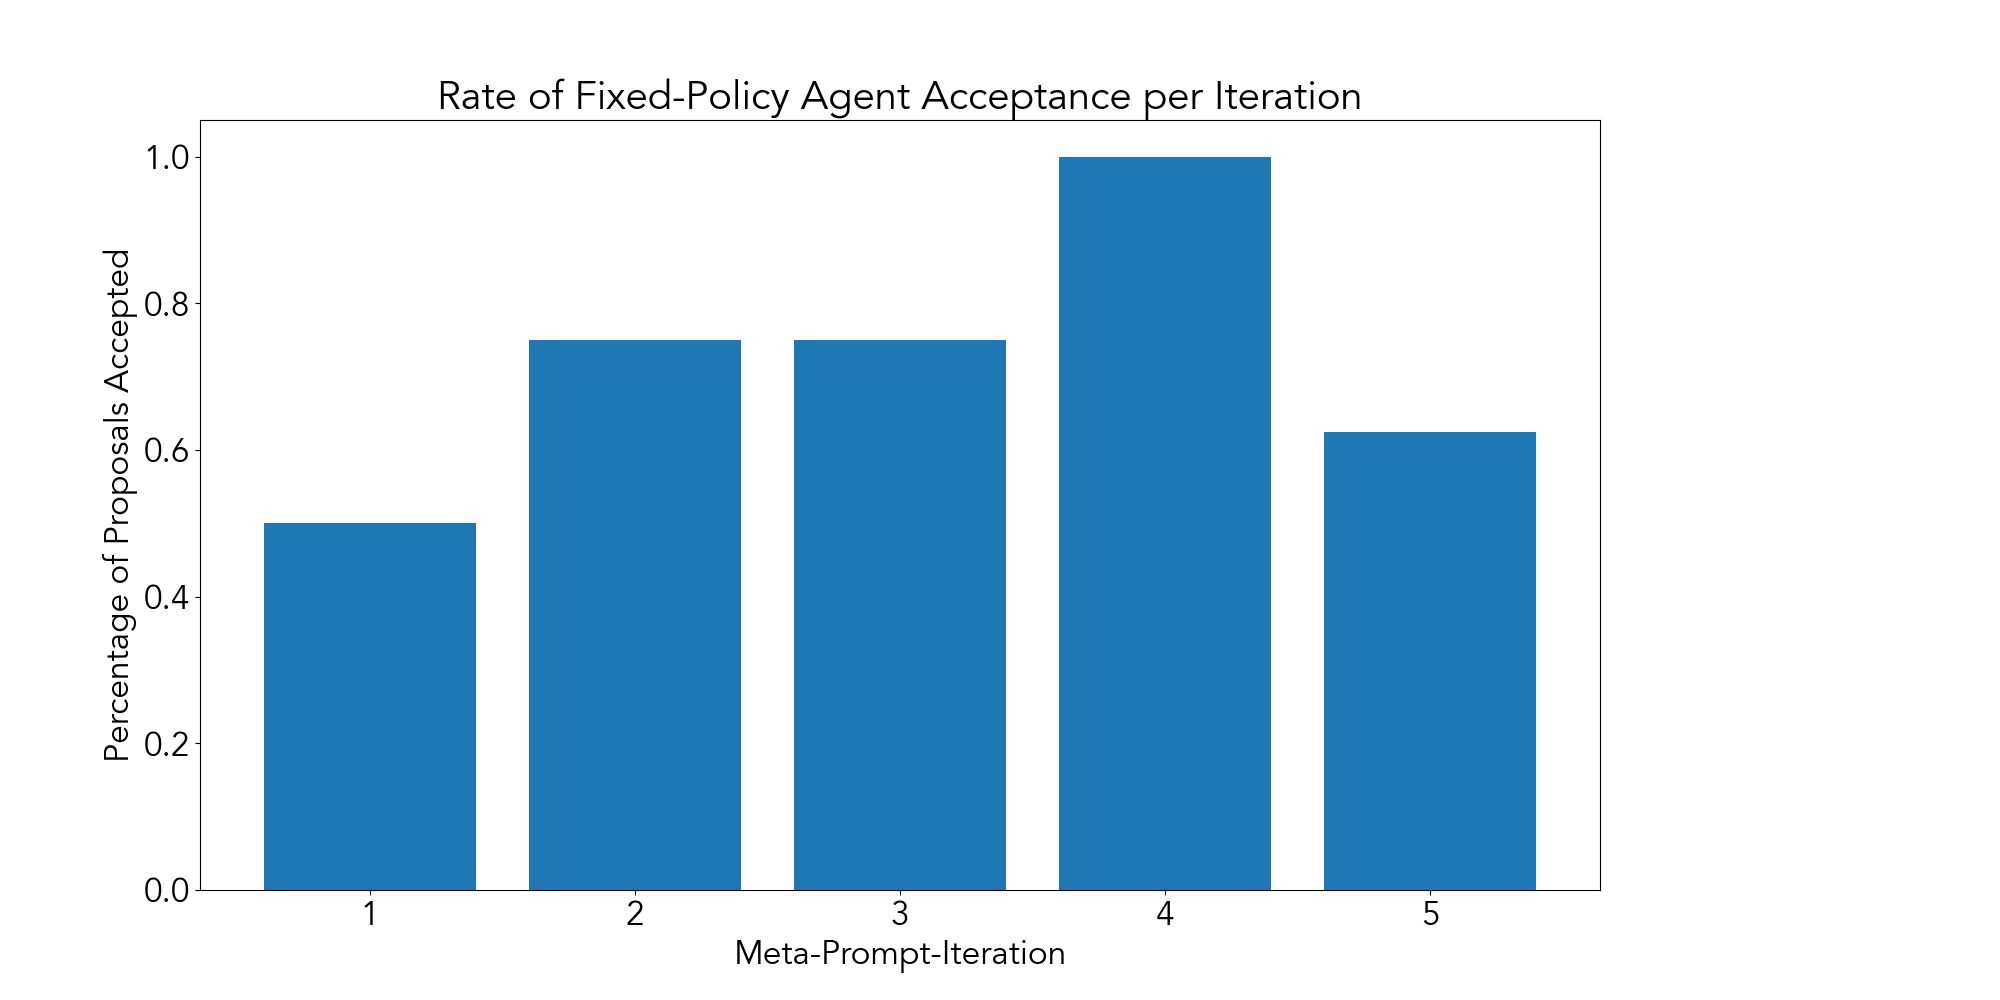 Rate of Fixed-Policy Agent Acceptance per Iteration
Percentage of Proposals Accepted
1.0
0.8
0.6
0.4
0.2
0.0
1 2 3 4 5
Meta-Prompt-Iteration